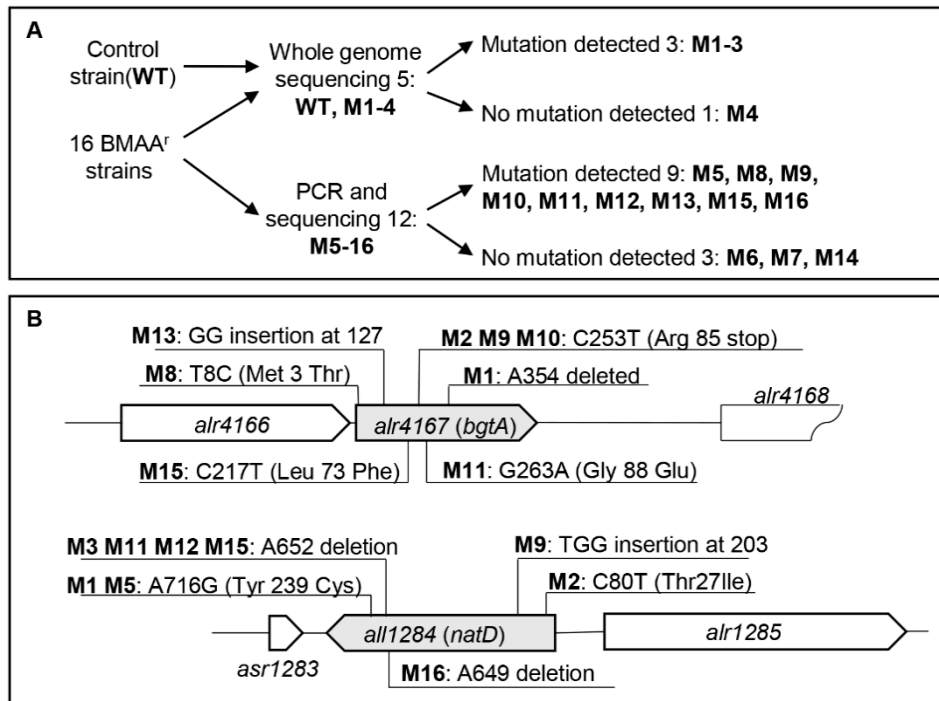 A
Control
strain(WT)
16 BMAAʳ
strains
Whole genome
sequencing 5:
WT, M1-4
PCR and
sequencing 12:
M5-16
Mutation detected 3: M1-3
No mutation detected 1: M4
Mutation detected 9: M5, M8, M9,
M10, M11, M12, M13, M15, M16
No mutation detected 3: M6, M7, M14
B
M13: GG insertion at 127
M2 M9 M10: C253T (Arg 85 stop)
M8: T8C (Met 3 Thr)
M1: A354 deleted
alr4166
alr4167 (bgtA)
alr4168
M15: C217T (Leu 73 Phe)
M11: G263A (Gly 88 Glu)
M3 M11 M12 M15: A652 deletion
M9: TGG insertion at 203
M1 M5: A716G (Tyr 239 Cys)
M2: C80T (Thr27Ile)
asr1283
all1284 (natD)
alr1285
M16: A649 deletion